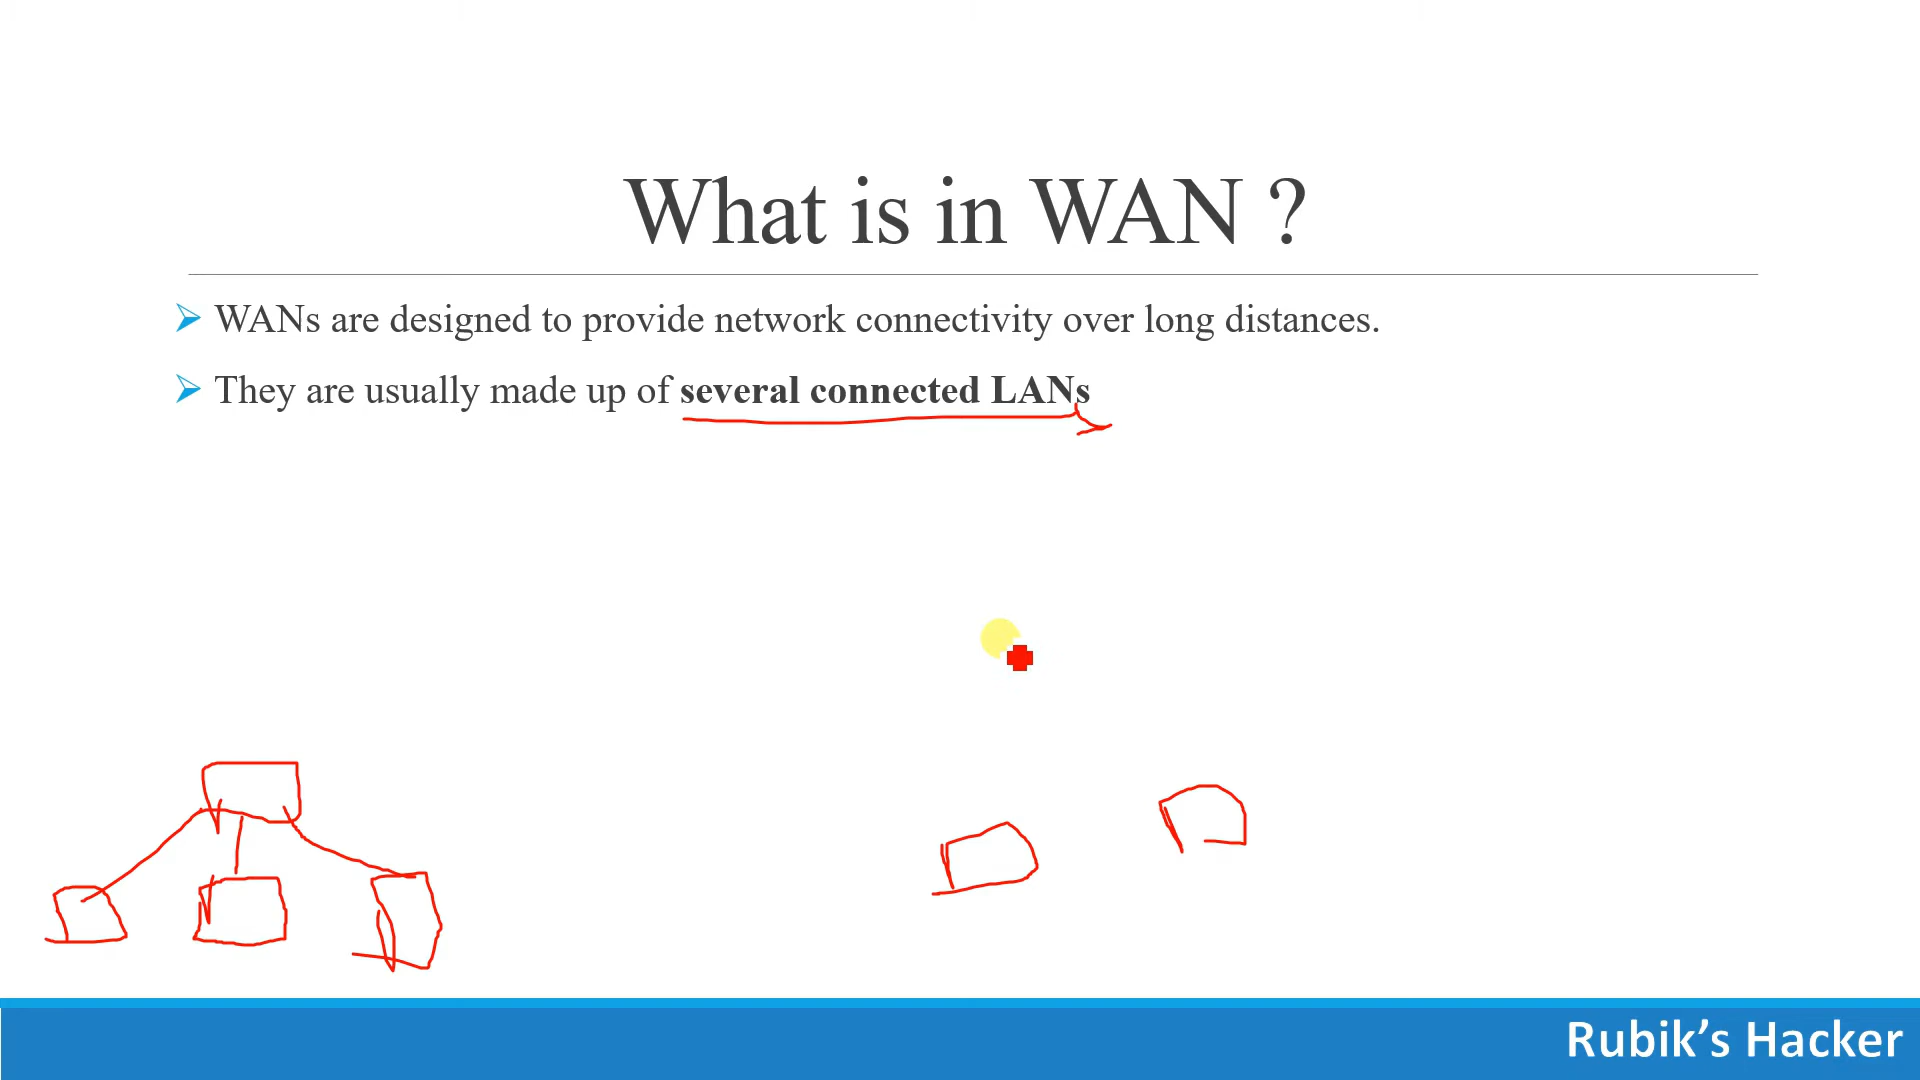 What is in WAN ?
WANs are designed to provide network connectivity over long distances.
They are usually made up of several connected LANs
Rubik's Hacker